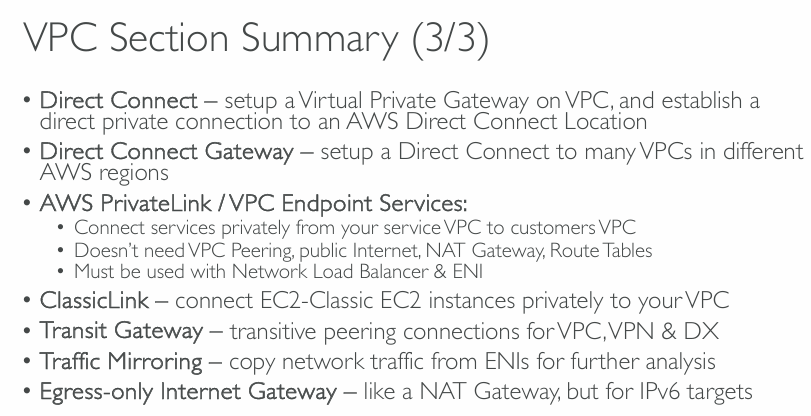 VPC Section Summary (3/3)
• Direct Connect – setup a Virtual Private Gateway on VPC, and establish a
direct private connection to an AWS Direct Connect Location
• Direct Connect Gateway – setup a Direct Connect to many VPCs in different
AWS regions
• AWS PrivateLink / VPC Endpoint Services:
• Connect services privately from your service VPC to customers VPC
• Doesn't need VPC Peering, public Internet, NAT Gateway, Route Tables
• Must be used with Network Load Balancer & ENI
• ClassicLink – connect EC2-Classic EC2 instances privately to your VPC
• Transit Gateway – transitive peering connections for VPC, VPN & DX
• Traffic Mirroring – copy network traffic from ENIs for further analysis
• Egress-only Internet Gateway – like a NAT Gateway, but for IPv6 targets